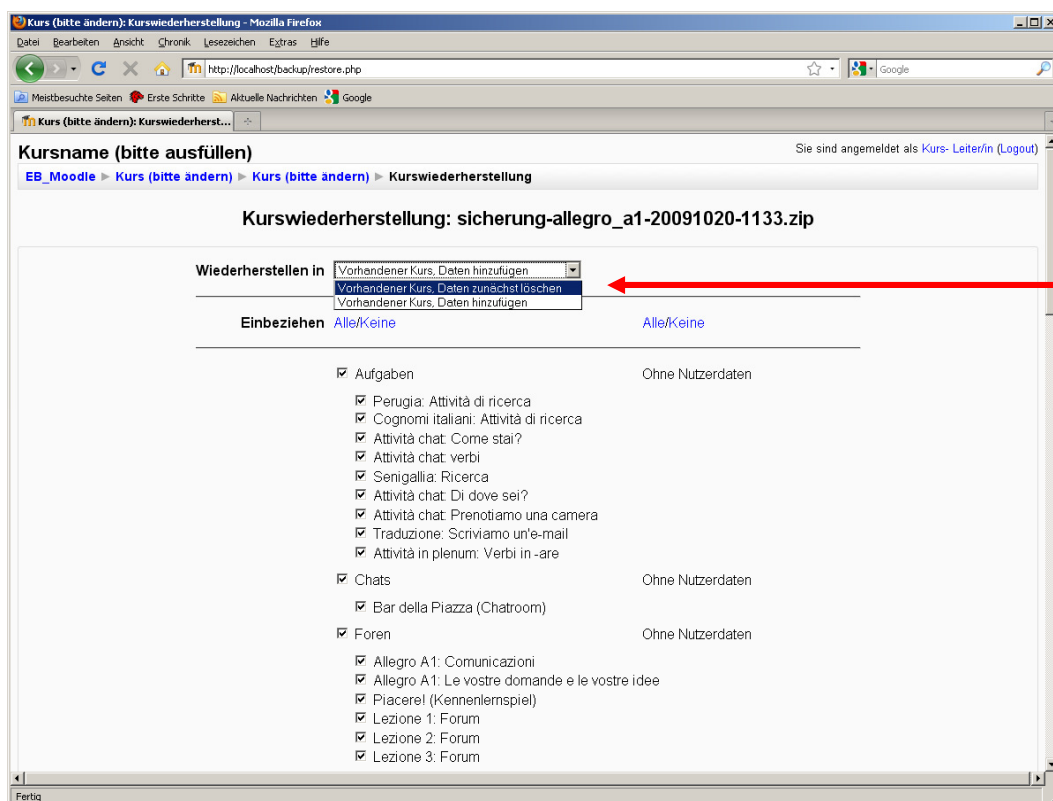 Kurs (bitte ändern): Kurswiederherstellung - Mozilla Firefox
Datei Bearbeiten Ansicht Chronik Lesezeichen Extras Hilfe
http://localhost/backup/restore.php Google
Meistbesuchte Seiten Erste Schritte Aktuelle Nachrichten Google
Kurs (bitte ändern): Kurswiederherst...
Kursname (bitte ausfüllen) Sie sind angemeldet als Kurs- Leiter/in (Logout)
EB_Moodle ► Kurs (bitte ändern) ► Kurs (bitte ändern) ► Kurswiederherstellung
Kurswiederherstellung: sicherung-allegro_a1-20091020-1133.zip
Wiederherstellen in Vorhandener Kurs, Daten hinzufügen
Vorhandener Kurs, Daten zunächst löschen
Vorhandener Kurs, Daten hinzufügen
Einbeziehen Alle/Keine Alle/Keine
Aufgaben Ohne Nutzerdaten
Perugia: Attività di ricerca
Cognomi italiani: Attività di ricerca
Attività chat: Come stai?
Attività chat: verbi
Senigallia: Ricerca
Attività chat: Di dove sei?
Attività chat: Prenotiamo una camera
Traduzione: Scriviamo un'e-mail
Attività in plenum: Verbi in -are
Chats Ohne Nutzerdaten
Bar della Piazza (Chatroom)
Foren Ohne Nutzerdaten
Allegro A1: Comunicazioni
Allegro A1: Le vostre domande e le vostre idee
Piacere! (Kennenlernspiel)
Lezione 1: Forum
Lezione 2: Forum
Lezione 3: Forum
Fertig